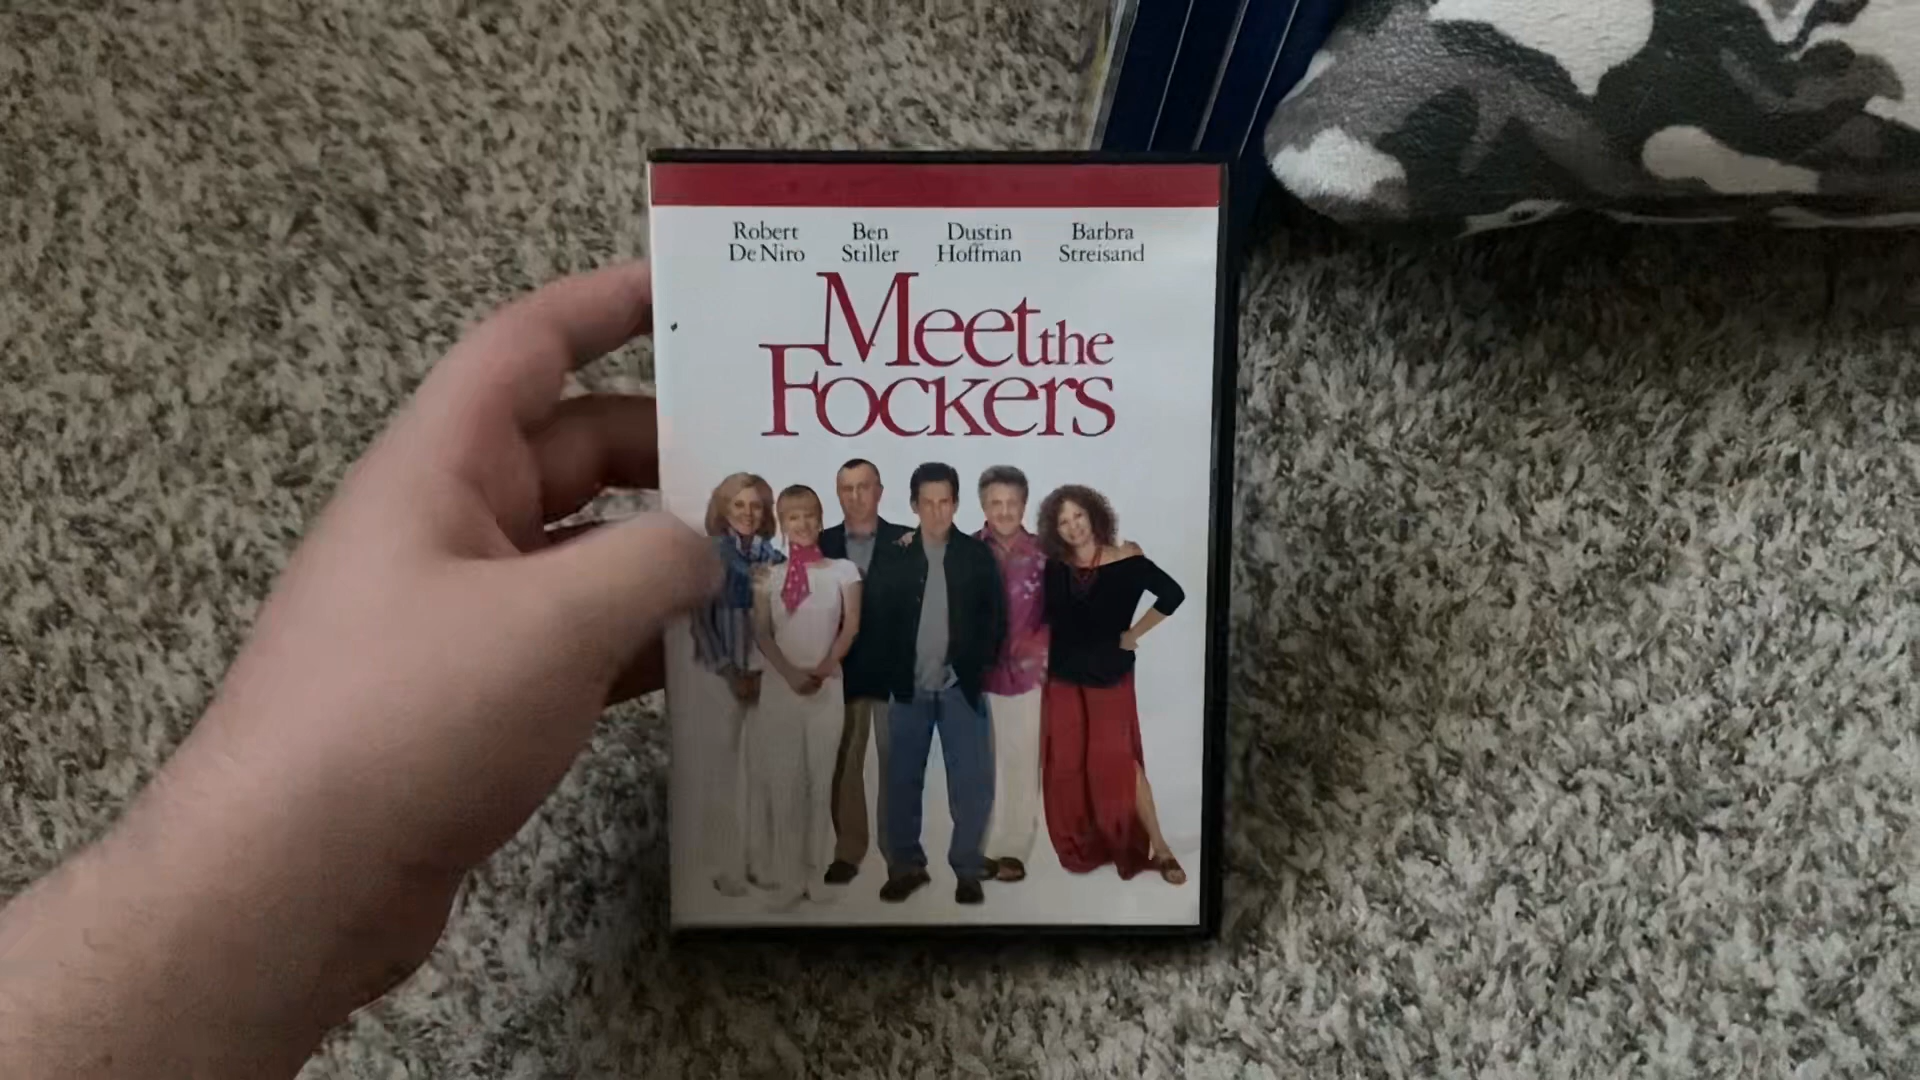 Robert Ben Dustin Barbra
De Niro Stiller Hoffman Streisand
Meet the
Fockers